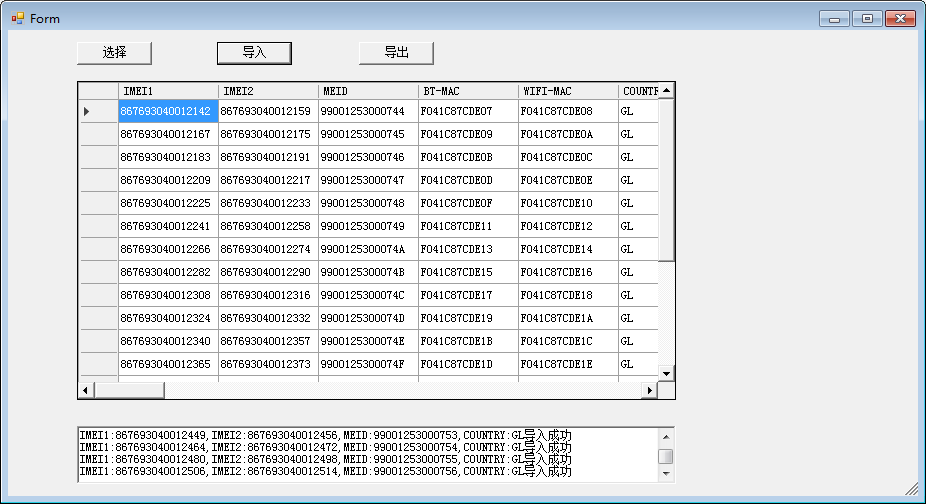 Form
选择 导入 导出
IMEI1 IMEI2 MEID BT-MAC WIFI-MAC COUNTR
867693040012142 867693040012159 99001253000744 F041C87CDE07 F041C87CDE08 GL
867693040012167 867693040012175 99001253000745 F041C87CDE09 F041C87CDE0A GL
867693040012183 867693040012191 99001253000746 F041C87CDE0B F041C87CDE0C GL
867693040012209 867693040012217 99001253000747 F041C87CDE0D F041C87CDE0E GL
867693040012225 867693040012233 99001253000748 F041C87CDE0F F041C87CDE10 GL
867693040012241 867693040012258 99001253000749 F041C87CDE11 F041C87CDE12 GL
867693040012266 867693040012274 9900125300074A F041C87CDE13 F041C87CDE14 GL
867693040012282 867693040012290 9900125300074B F041C87CDE15 F041C87CDE16 GL
867693040012308 867693040012316 9900125300074C F041C87CDE17 F041C87CDE18 GL
867693040012324 867693040012332 9900125300074D F041C87CDE19 F041C87CDE1A GL
867693040012340 867693040012357 9900125300074E F041C87CDE1B F041C87CDE1C GL
867693040012365 867693040012373 9900125300074F F041C87CDE1D F041C87CDE1E GL
IMEI1:867693040012449,IMEI2:867693040012456,MEID:99001253000753,COUNTRY:GL导入成功
IMEI1:867693040012464,IMEI2:867693040012472,MEID:99001253000754,COUNTRY:GL导入成功
IMEI1:867693040012480,IMEI2:867693040012498,MEID:99001253000755,COUNTRY:GL导入成功
IMEI1:867693040012506,IMEI2:867693040012514,MEID:99001253000756,COUNTRY:GL导入成功